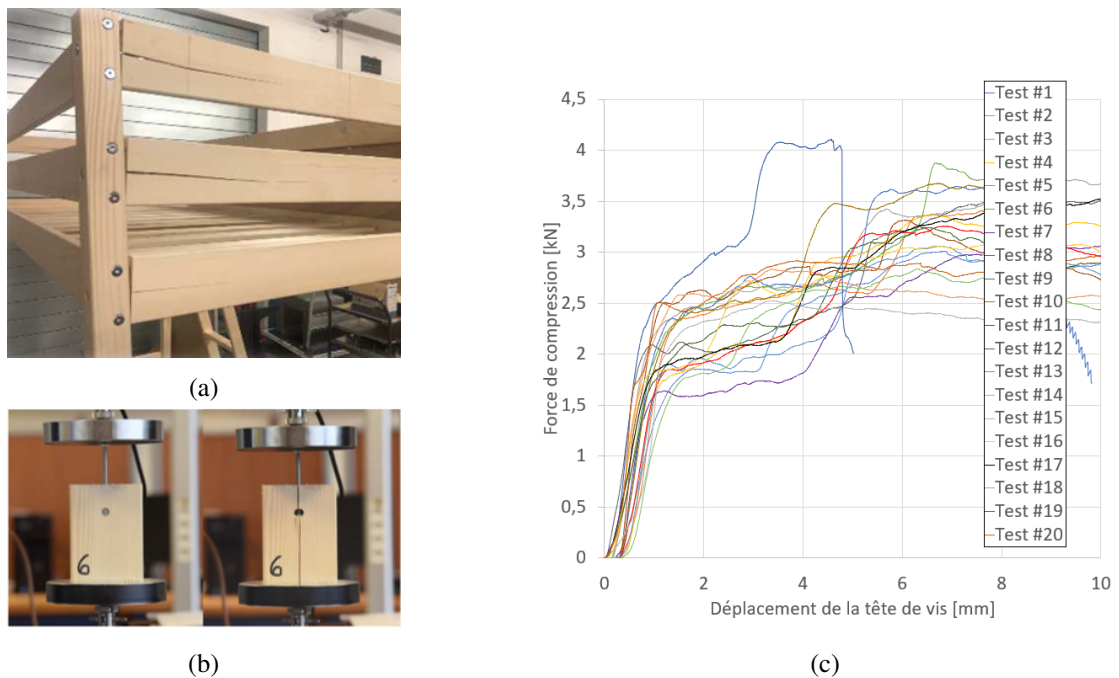 (a)
6
6
(b)
4,5
4
3,5
3
2,5
2
1,5
1
0,5
0
0
2
4
6
8
10
Force de compression [kN]
Déplacement de la tête de vis [mm]
Test #1
Test #2
Test #3
Test #4
Test #5
Test #6
Test #7
Test #8
Test #9
Test #10
Test #11
Test #12
Test #13
Test #14
Test #15
Test #16
Test #17
Test #18
Test #19
Test #20
(c)